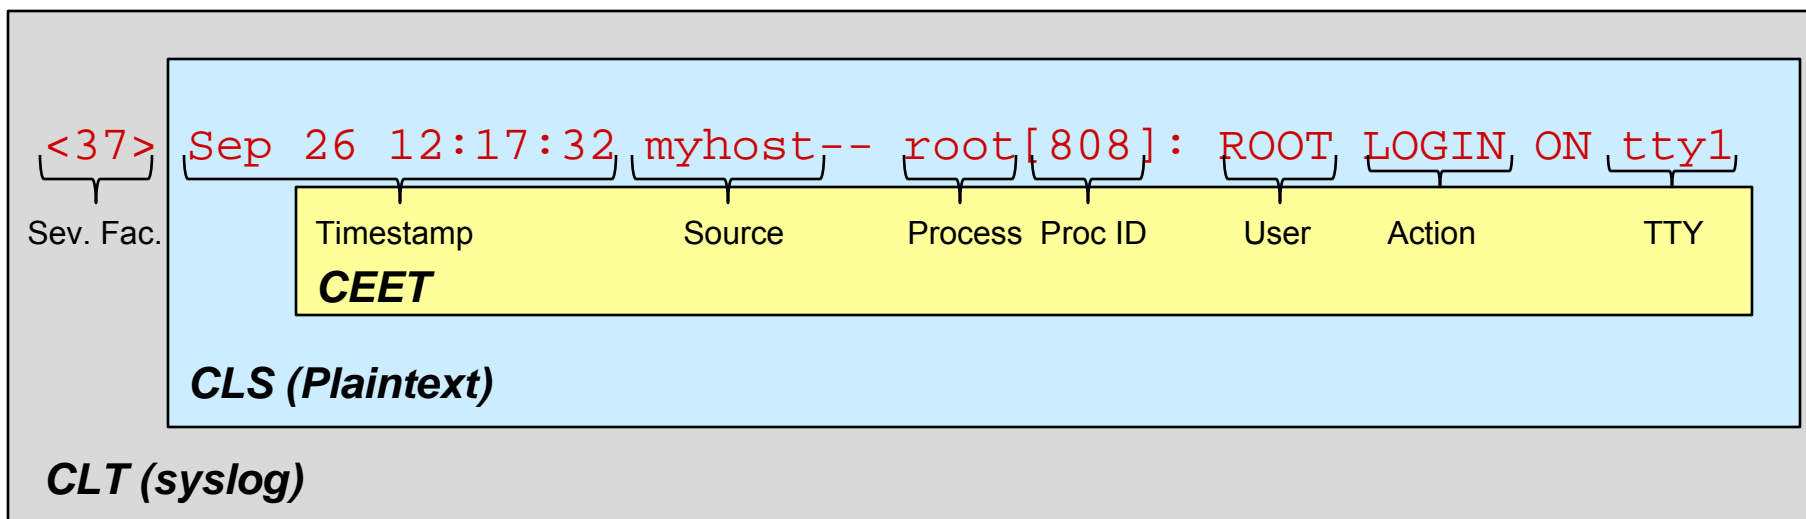 <37> Sep 26 12:17:32 myhost-- root[808]: ROOT LOGIN ON tty1
Sev. Fac. Timestamp Source Process Proc ID User Action TTY
CEET
CLS (Plaintext)
CLT (syslog)